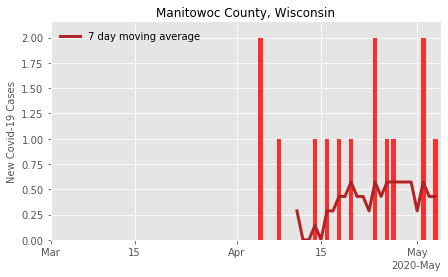 Manitowoc County, Wisconsin
7 day moving average
New Covid-19 Cases
2.00
1.75
1.50
1.25
1.00
0.75
0.50
0.25
0.00
Mar
15
Apr
15
May
2020-May